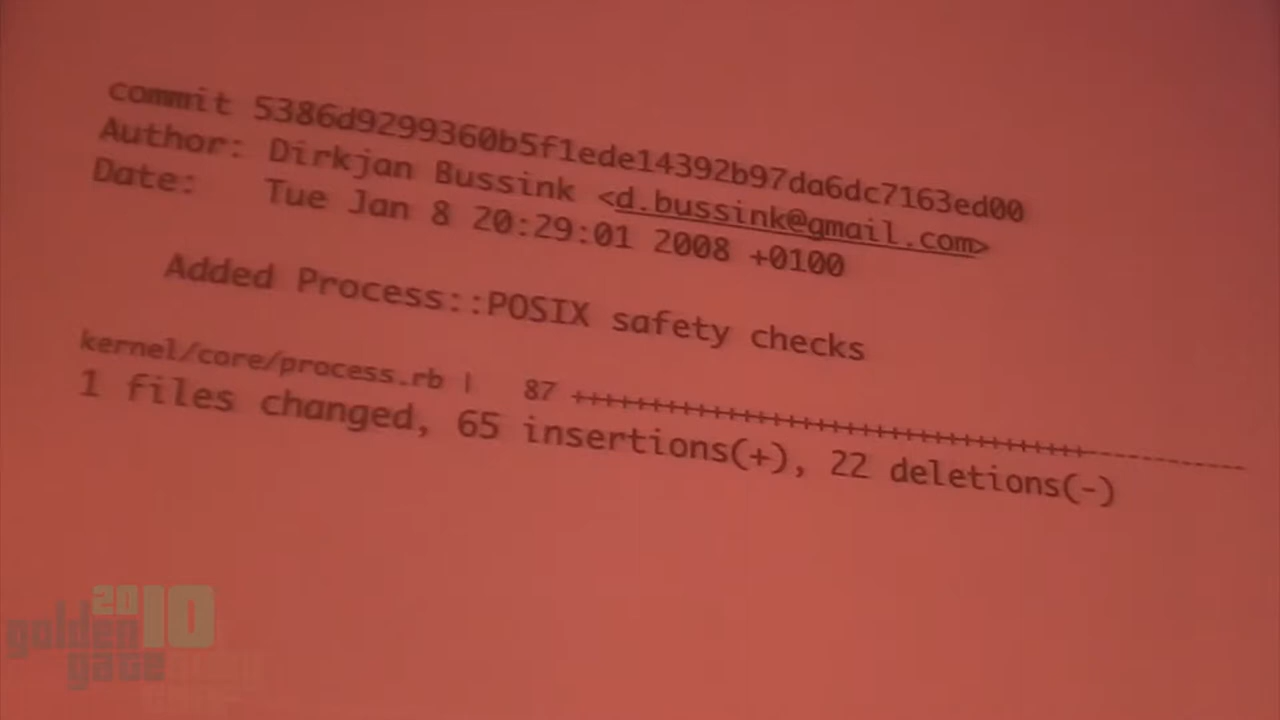 commit 5386d9299360b5f1ede14392b97da6dc7163ed00
Author: Dirkjan Bussink <d.bussink@gmail.com>
Date:   Tue Jan 8 20:29:01 2008 +0100
Added Process::POSIX safety checks
kernel/core/process.rb |   87 +++++++++++++++++++++++++++++++++++++++------------
1 files changed, 65 insertions(+), 22 deletions(-)
2010
golden
gate